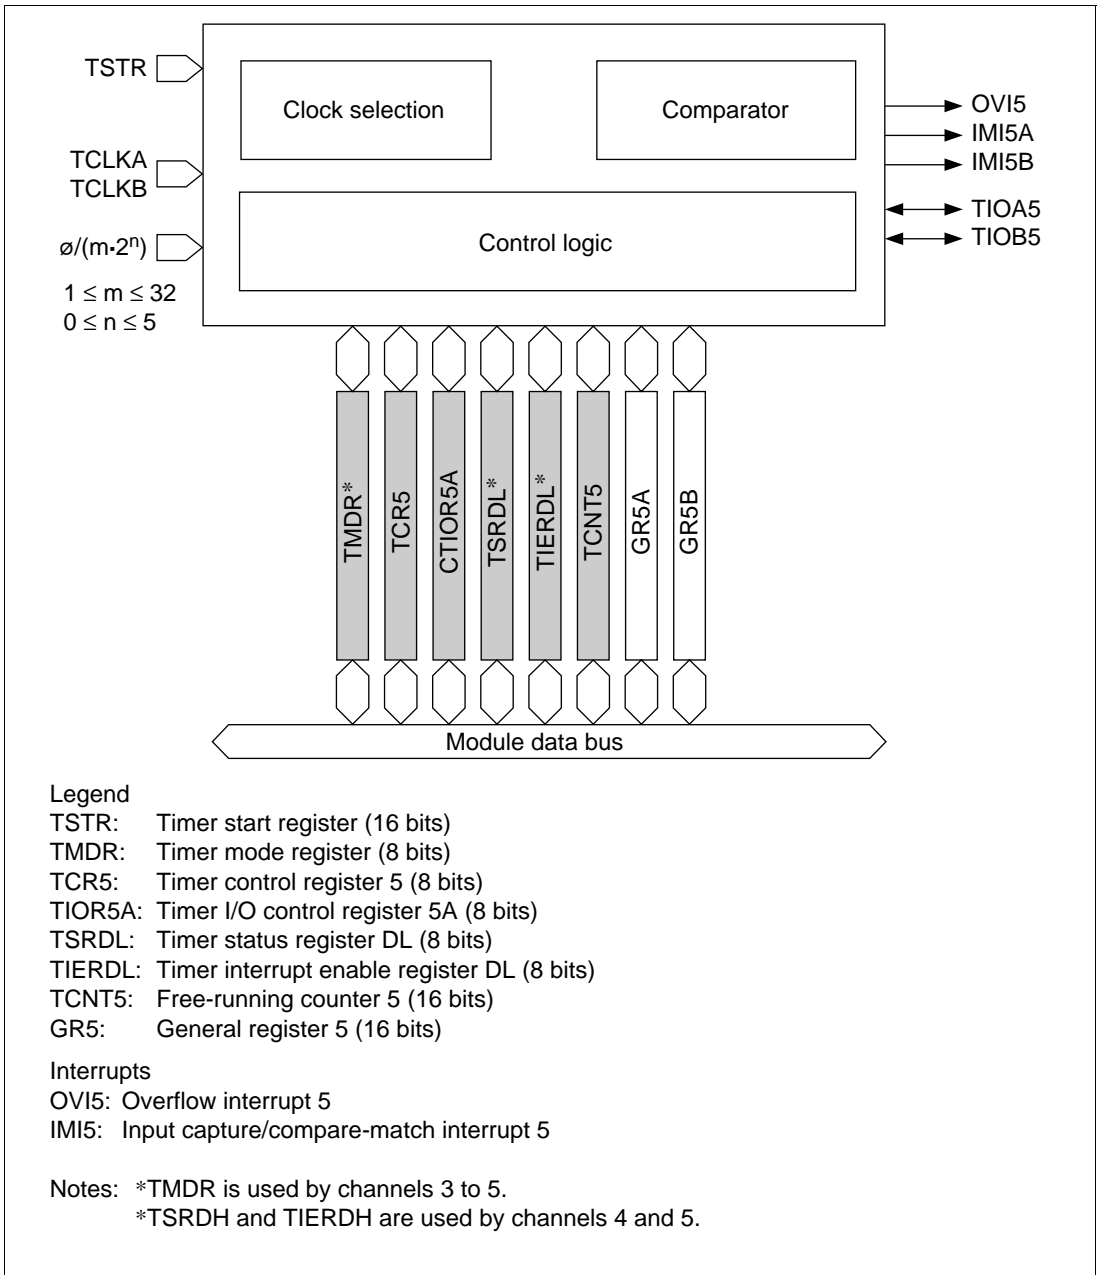 TSTR
Clock selection
Comparator
OVI5
IMI5A
IMI5B
TCLKA
TCLKB
TIOA5
TIOB5
ø/(m·2ⁿ)
Control logic
1 ≤ m ≤ 32
0 ≤ n ≤ 5
TMDR*
TCR5
CTIOR5A
TSRDL*
TIERDL*
TCNT5
GR5A
GR5B
Module data bus
Legend
TSTR: Timer start register (16 bits)
TMDR: Timer mode register (8 bits)
TCR5: Timer control register 5 (8 bits)
TIOR5A: Timer I/O control register 5A (8 bits)
TSRDL: Timer status register DL (8 bits)
TIERDL: Timer interrupt enable register DL (8 bits)
TCNT5: Free-running counter 5 (16 bits)
GR5: General register 5 (16 bits)
Interrupts
OVI5: Overflow interrupt 5
IMI5: Input capture/compare-match interrupt 5
Notes: *TMDR is used by channels 3 to 5.
*TSRDH and TIERDH are used by channels 4 and 5.